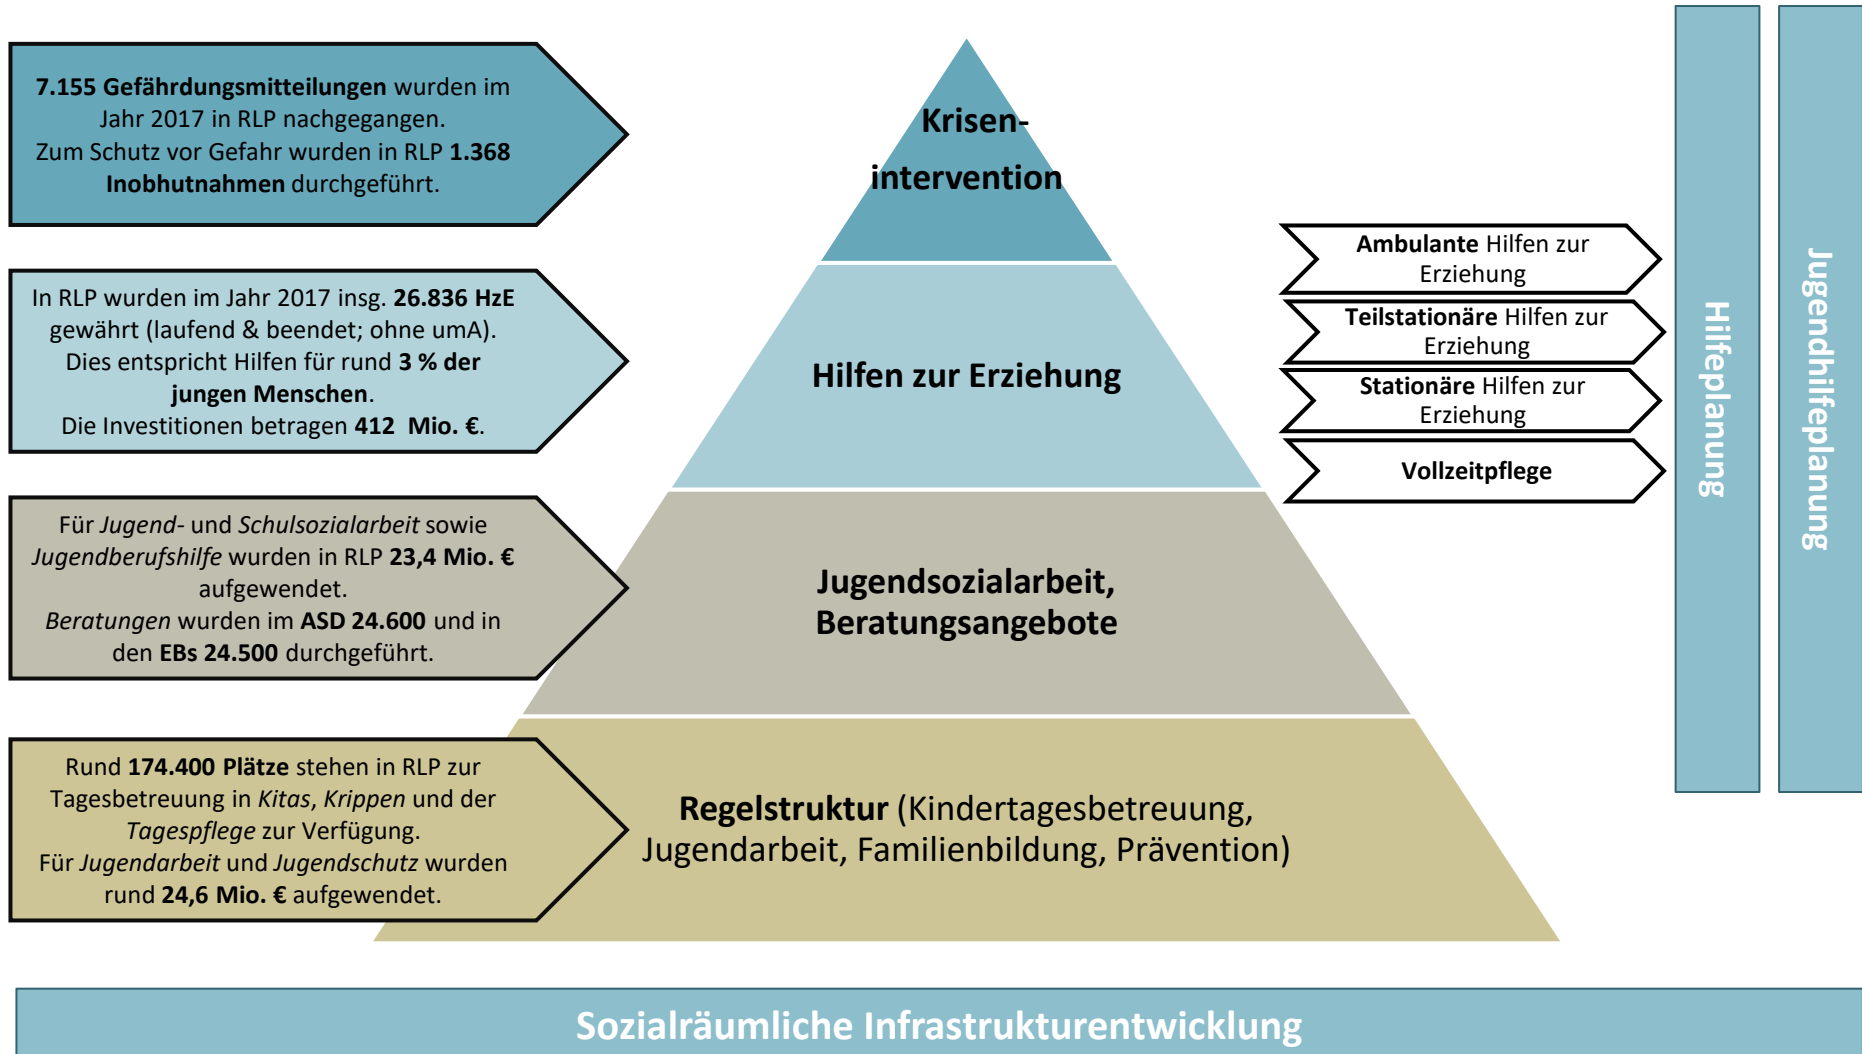 7.155 Gefährdungsmitteilungen wurden im
Jahr 2017 in RLP nachgegangen.
Zum Schutz vor Gefahr wurden in RLP 1.368
Inobhutnahmen durchgeführt.
In RLP wurden im Jahr 2017 insg. 26.836 HzE
gewährt (laufend & beendet; ohne umA).
Dies entspricht Hilfen für rund 3 % der
jungen Menschen.
Die Investitionen betragen 412 Mio. €.
Für Jugend- und Schulsozialarbeit sowie
Jugendberufshilfe wurden in RLP 23,4 Mio. €
aufgewendet.
Beratungen wurden im ASD 24.600 und in
den EBs 24.500 durchgeführt.
Rund 174.400 Plätze stehen in RLP zur
Tagesbetreuung in Kitas, Krippen und der
Tagespflege zur Verfügung.
Für Jugendarbeit und Jugendschutz wurden
rund 24,6 Mio. € aufgewendet.
Krisen-
intervention
Hilfen zur Erziehung
Jugendsozialarbeit,
Beratungsangebote
Regelstruktur (Kindertagesbetreuung,
Jugendarbeit, Familienbildung, Prävention)
Ambulante Hilfen zur
Erziehung
Teilstationäre Hilfen zur
Erziehung
Stationäre Hilfen zur
Erziehung
Vollzeitpflege
Hilfeplanung
Jugendhilfeplanung
Sozialräumliche Infrastrukturentwicklung